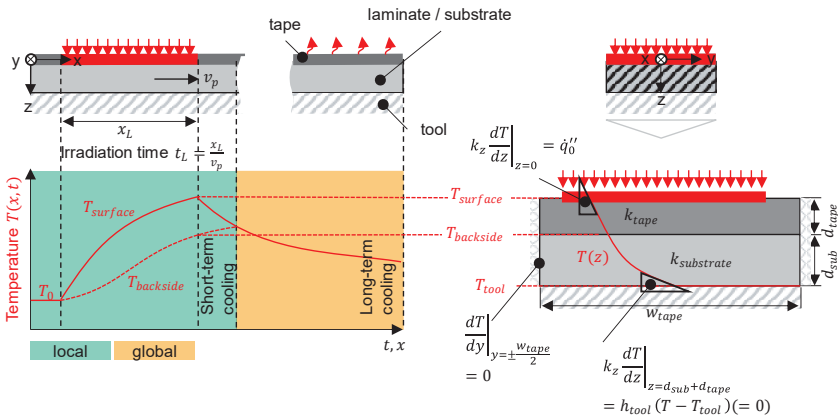 laminate / substrate
tape
y
x
z
v_p
x_L
tool
x
y
z
Irradiation time t_L = x_L/v_p
k_z dT/dz|_{z=0} = q̇_0''
Temperature T(x,t)
T_0
T_surface
T_backside
Short-term
cooling
Long-term
cooling
t, x
local
global
T_surface
T_backside
T_tool
k_tape
T(z)
k_substrate
d_tape
d_sub
w_tape
dT/dy|_{y=±w_tape/2}
= 0
k_z dT/dz|_{z=d_sub+d_tape}
= h_tool (T − T_tool)(= 0)